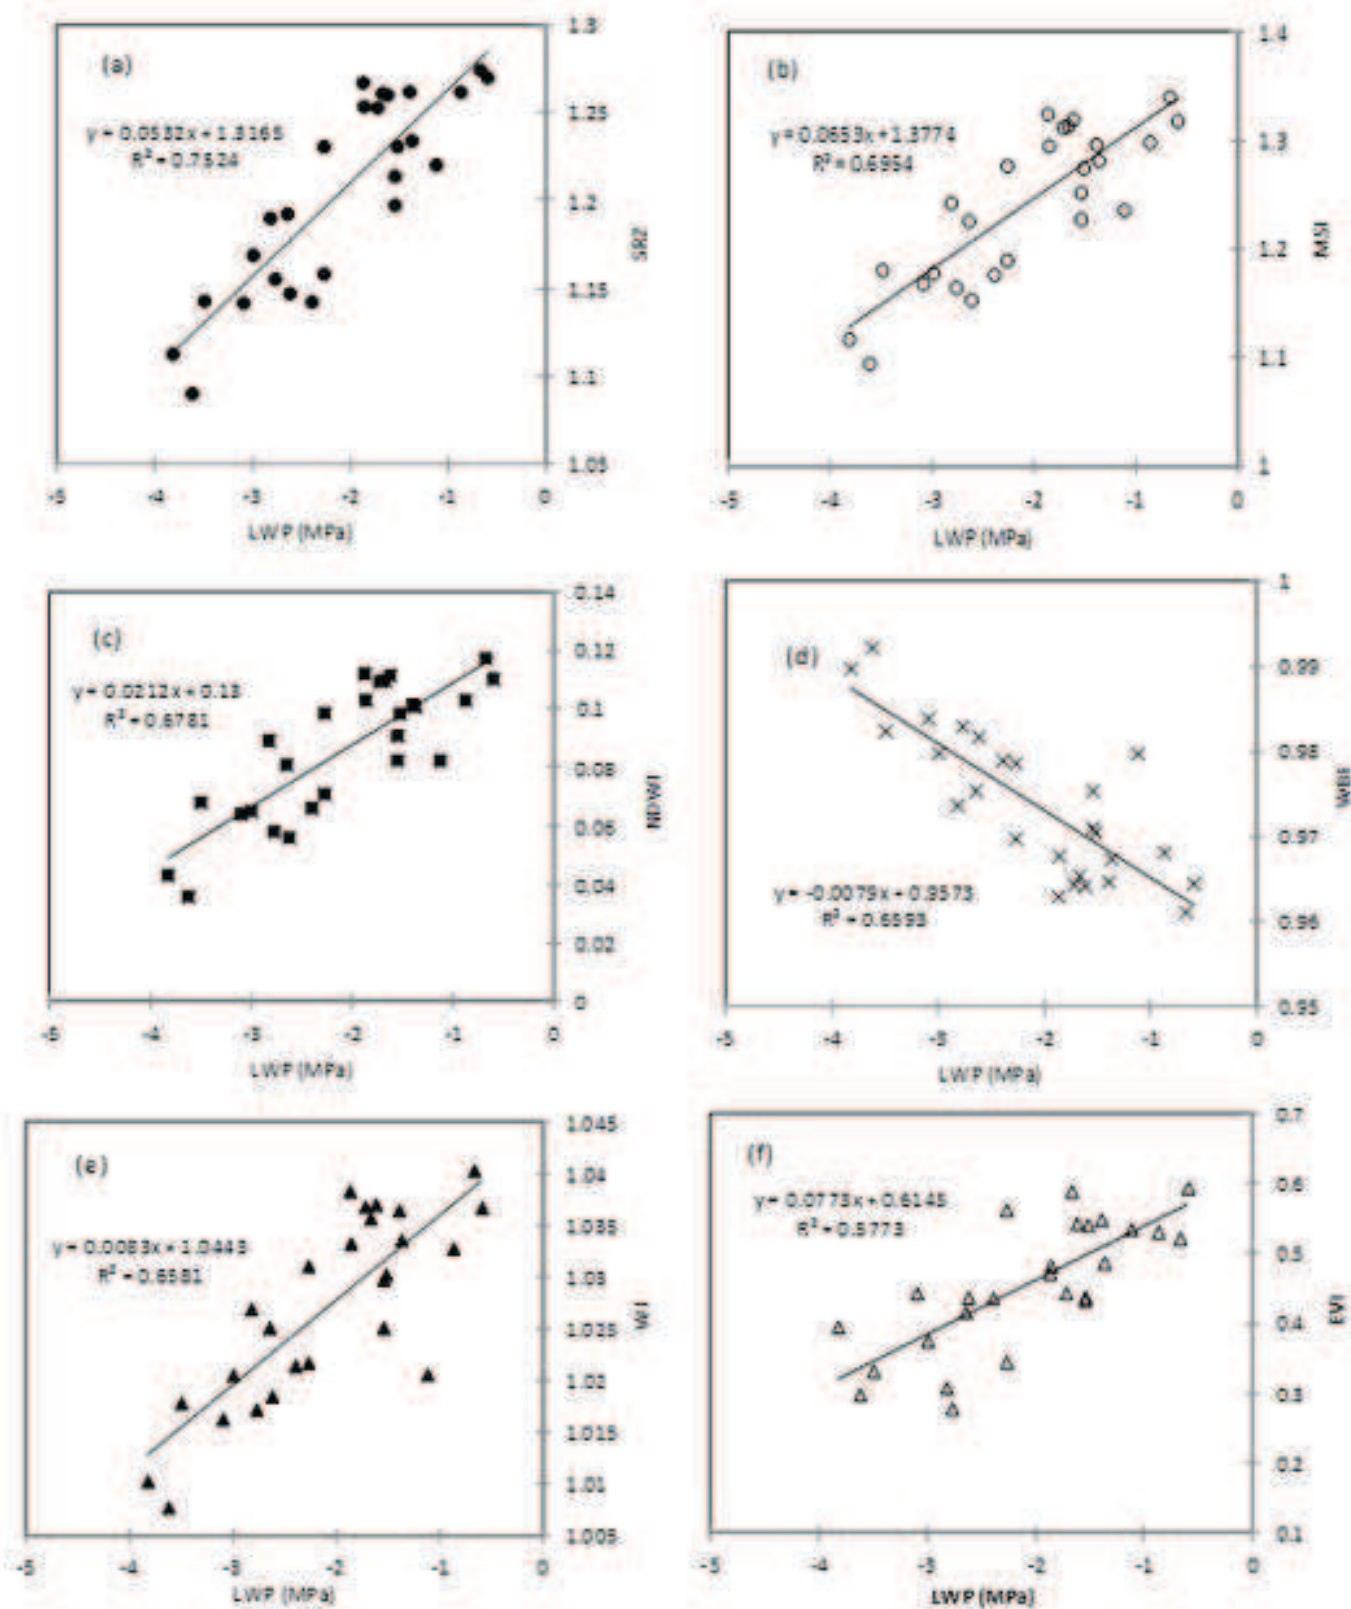 (a)
y = 0.0532x + 1.3165
R² = 0.7524
1.3
1.25
1.2
1.15
1.1
1.05
SRZ
-5 -4 -3 -2 -1 0
LWP (MPa)
(b)
y = 0.0653x + 1.3774
R² = 0.6954
1.4
1.3
1.2
1.1
1
MSI
-5 -4 -3 -2 -1 0
LWP (MPa)
(c)
y = 0.0212x + 0.13
R² = 0.6781
0.14
0.12
0.1
0.08
0.06
0.04
0.02
0
NDWI
-5 -4 -3 -2 -1 0
LWP (MPa)
(d)
y = -0.0079x + 0.9573
R² = 0.6593
1
0.99
0.98
0.97
0.96
0.95
WBI
-5 -4 -3 -2 -1 0
LWP (MPa)
(e)
y = 0.0083x + 1.0443
R² = 0.6581
1.045
1.04
1.035
1.03
1.025
1.02
1.015
1.01
1.005
WI
-5 -4 -3 -2 -1 0
LWP (MPa)
(f)
y = 0.0773x + 0.6145
R² = 0.5773
0.7
0.6
0.5
0.4
0.3
0.2
0.1
EVI
-5 -4 -3 -2 -1 0
LWP (MPa)